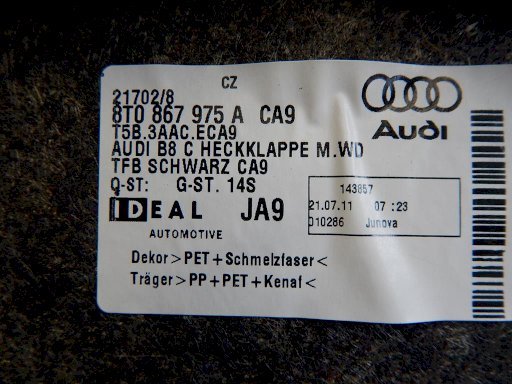 CZ
21702/8
8T0 867 975 A CA9
T5B.3AAC.ECA9
AUDI B8 C HECKKLAPPE M.WD
TFB SCHWARZ CA9
Q-ST: G-ST. 14S
IDEAL JA9
AUTOMOTIVE
Audi
143857
21.07.11 07:23
010286 Junova
Dekor>PET+Schmelzfaser<
Träger>PP+PET+Kenaf<